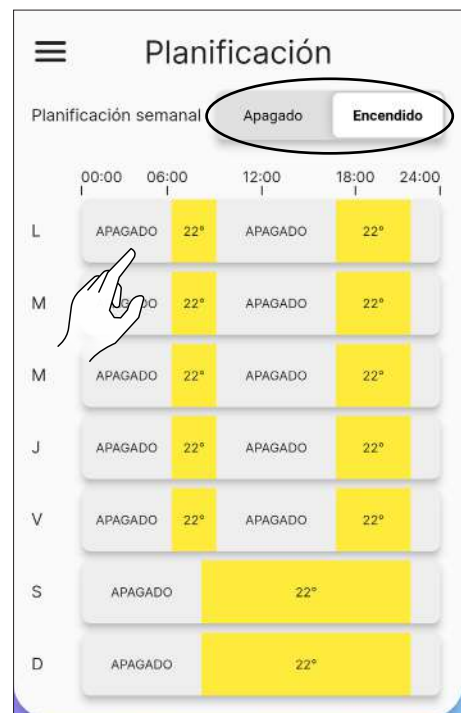 Planificación
Planificación semanal Apagado Encendido
00:00 06:00 12:00 18:00 24:00
L APAGADO 22° APAGADO 22°
M 22° APAGADO 22°
M APAGADO 22° APAGADO 22°
J APAGADO 22° APAGADO 22°
V APAGADO 22° APAGADO 22°
S APAGADO 22°
D APAGADO 22°